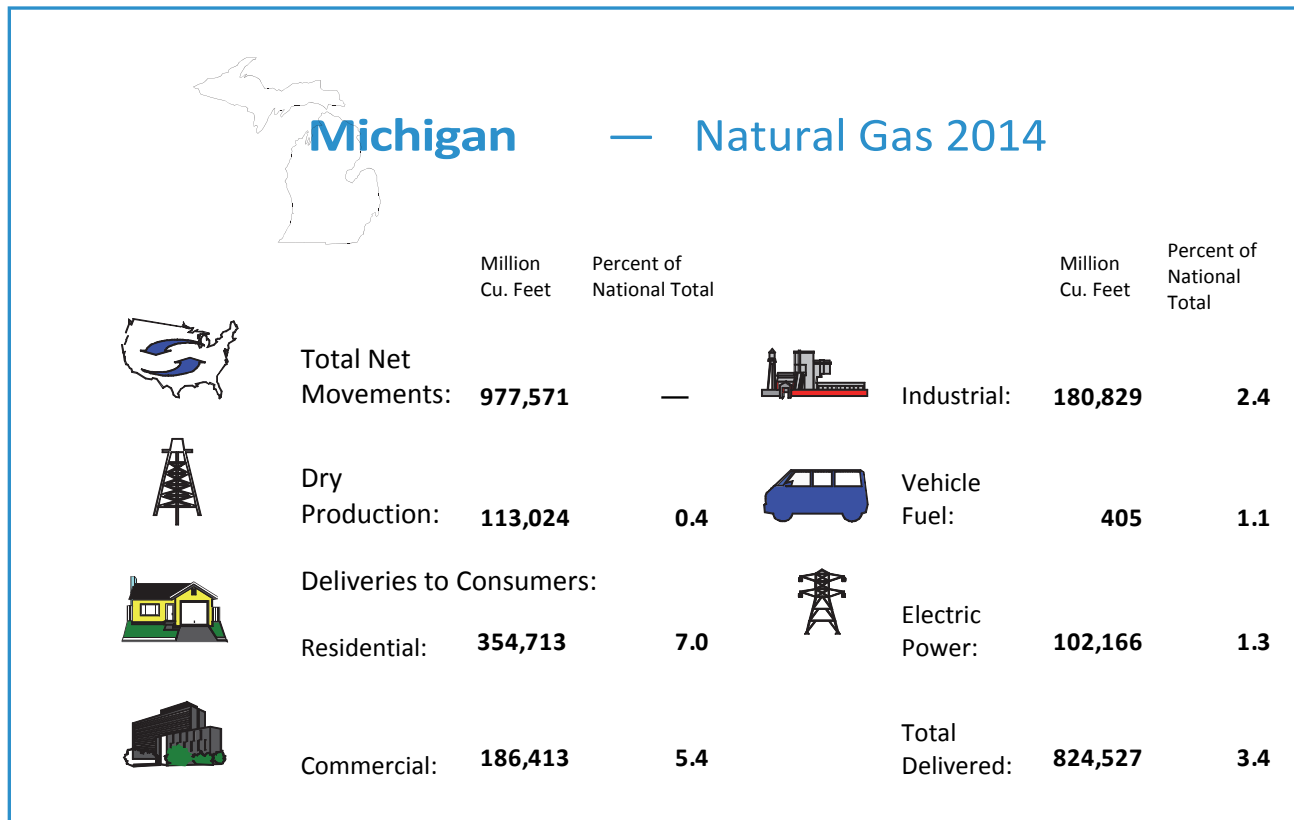 Michigan — Natural Gas 2014
Million
Cu. Feet
Percent of
National Total
Million
Cu. Feet
Percent of
National
Total
Total Net
Movements: 977,571 —
Dry
Production: 113,024 0.4
Deliveries to Consumers:
Residential: 354,713 7.0
Commercial: 186,413 5.4
Industrial: 180,829 2.4
Vehicle
Fuel: 405 1.1
Electric
Power: 102,166 1.3
Total
Delivered: 824,527 3.4